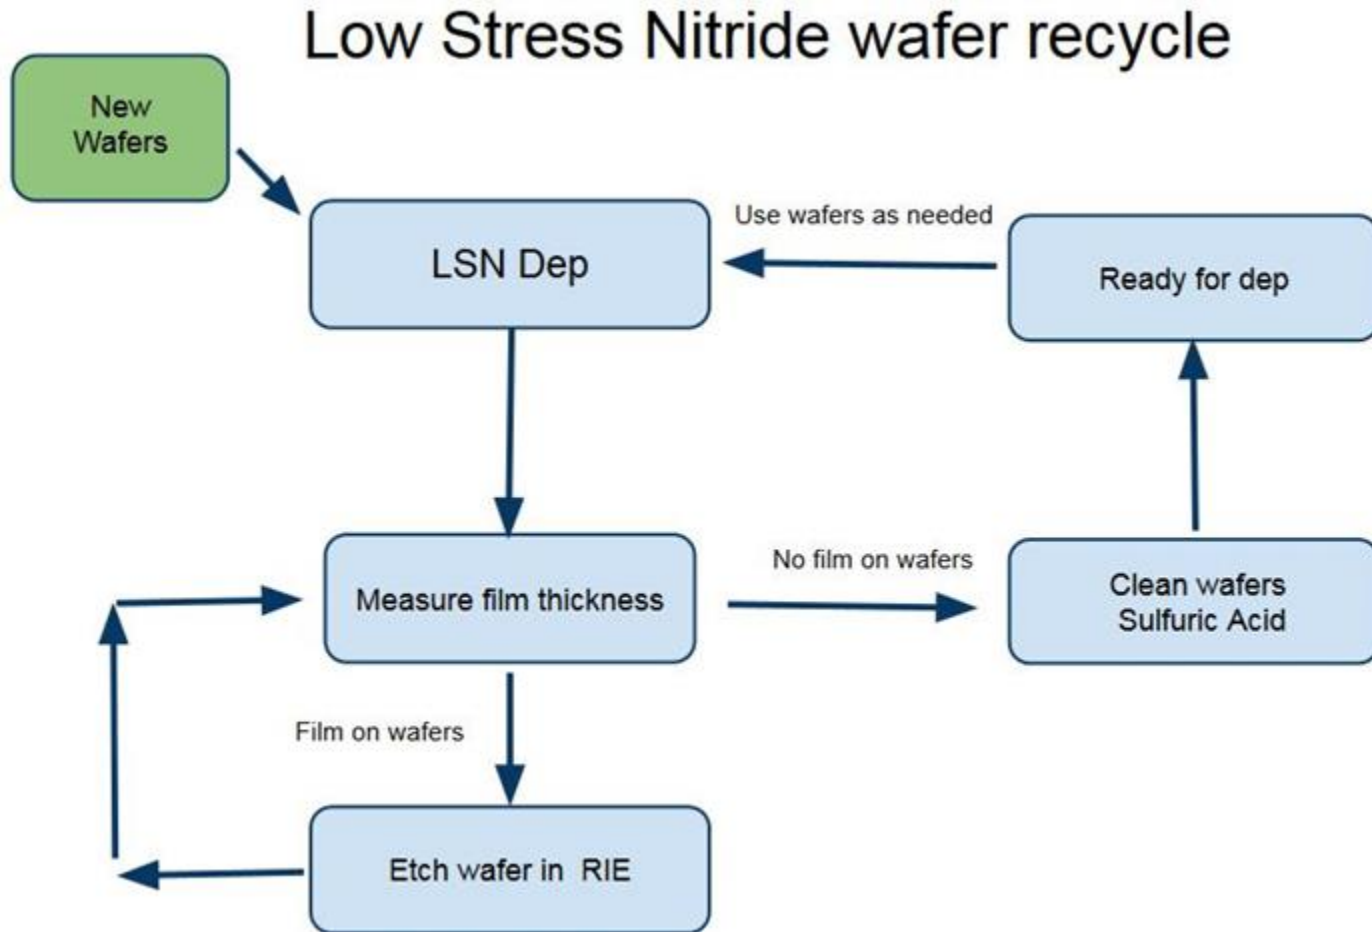 Low Stress Nitride wafer recycle
New
Wafers
LSN Dep
Use wafers as needed
Ready for dep
Measure film thickness
No film on wafers
Clean wafers
Sulfuric Acid
Film on wafers
Etch wafer in RIE